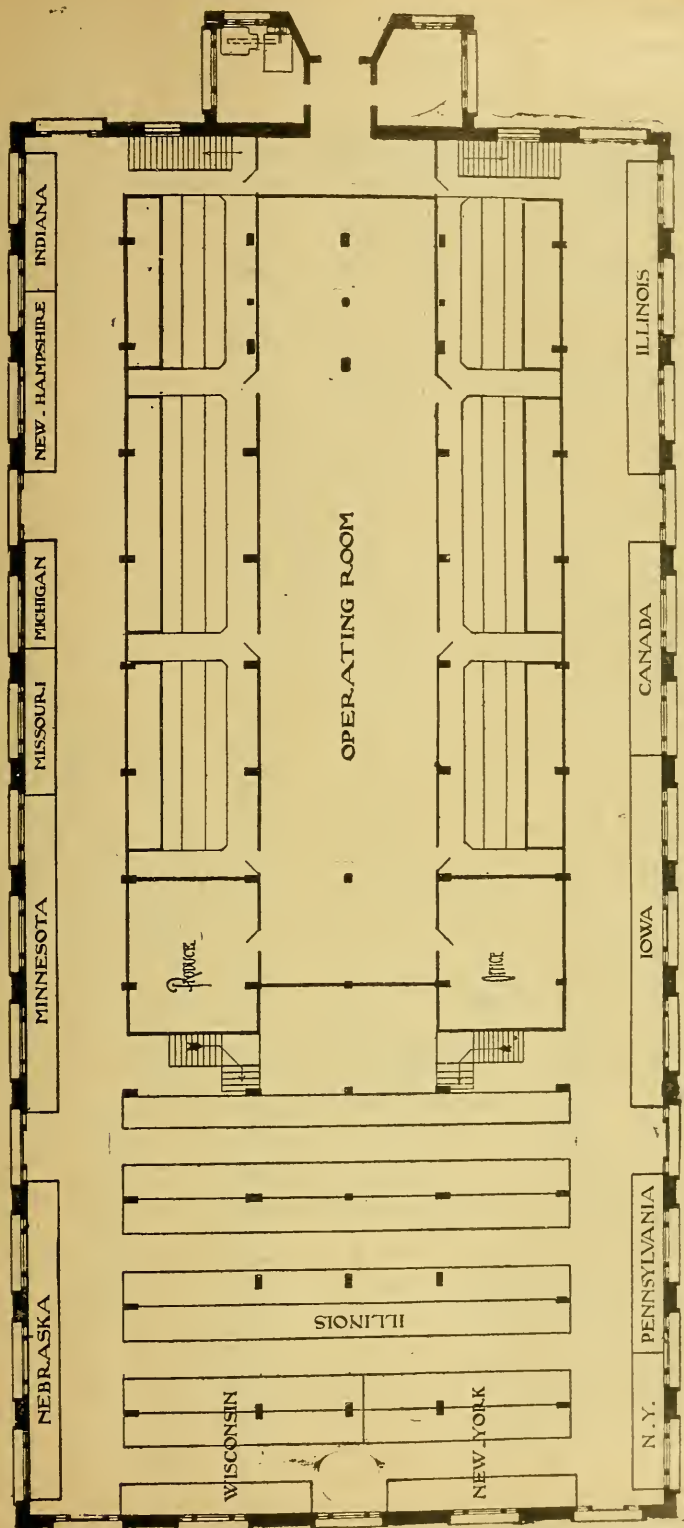 INDIANA
NEW-HAMPSHIRE
MICHIGAN
MISSOURI
MINNESOTA
NEBRASKA
OPERATING ROOM
PRODUCE
OFFICE
ILLINOIS
WISCONSIN
NEW-YORK
ILLINOIS
CANADA
IOWA
PENNSYLVANIA
N.Y.